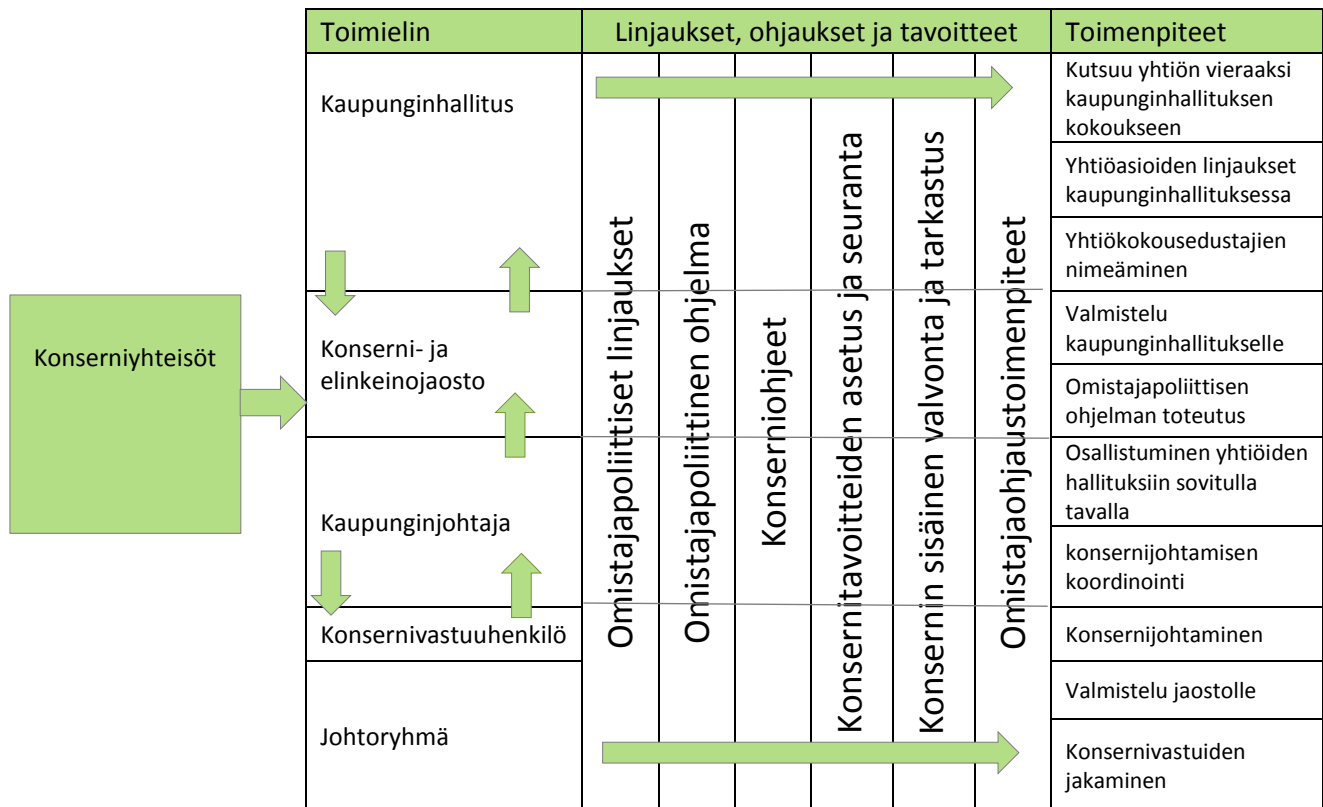 Toimielin
Linjaukset, ohjaukset ja tavoitteet
Toimenpiteet
Konserniyhteisöt
Kaupunginhallitus
Konserni- ja
elinkeinojaosto
Kaupunginjohtaja
Konsernivastuuhenkilö
Johtoryhmä
Omistajapoliittiset linjaukset
Omistajapoliittinen ohjelma
Konserniohjeet
Konsernitavoitteiden asetus ja seuranta
Konsernin sisäinen valvonta ja tarkastus
Omistajaohjaustoimenpiteet
Kutsuu yhtiön vieraaksi
kaupunginhallituksen
kokoukseen
Yhtiöasioiden linjaukset
kaupunginhallituksessa
Yhtiökokousedustajien
nimeäminen
Valmistelu
kaupunginhallitukselle
Omistajapoliittisen
ohjelman toteutus
Osallistuminen yhtiöiden
hallituksiin sovitulla
tavalla
konsernijohtamisen
koordinointi
Konsernijohtaminen
Valmistelu jaostolle
Konsernivastuiden
jakaminen